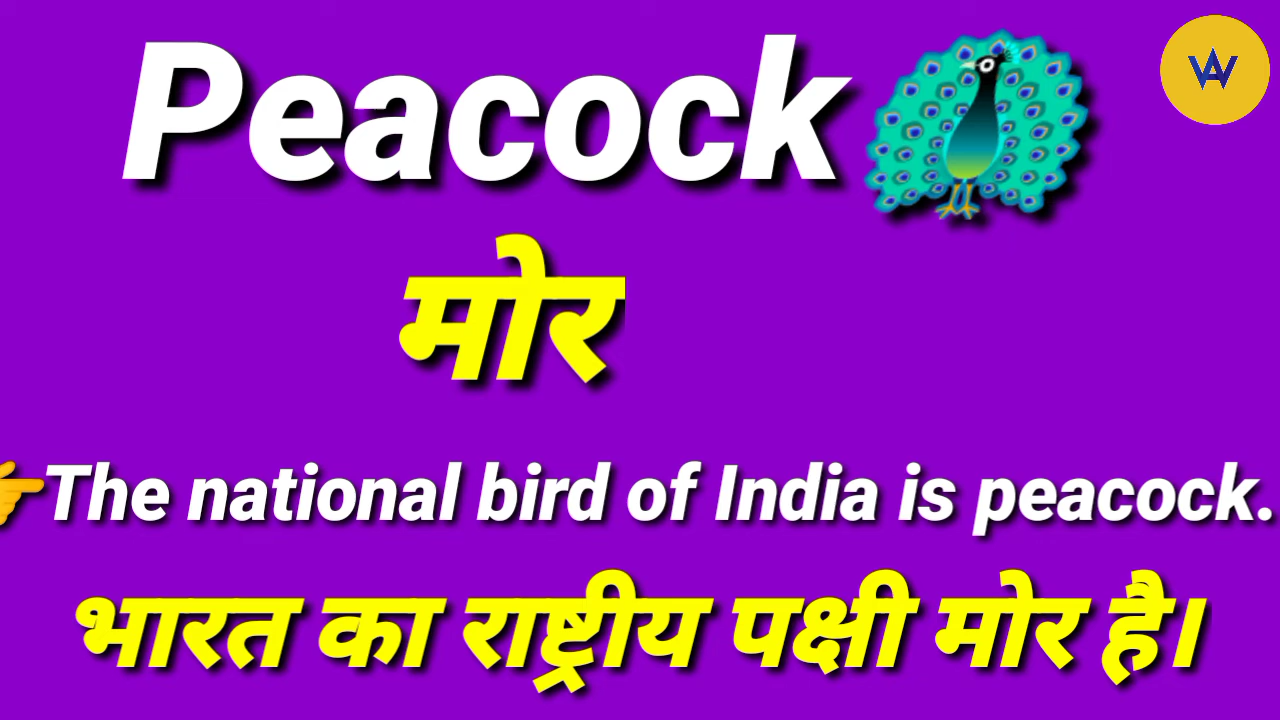 Peacock
मोर
The national bird of India is peacock.
भारत का राष्ट्रीय पक्षी मोर है।